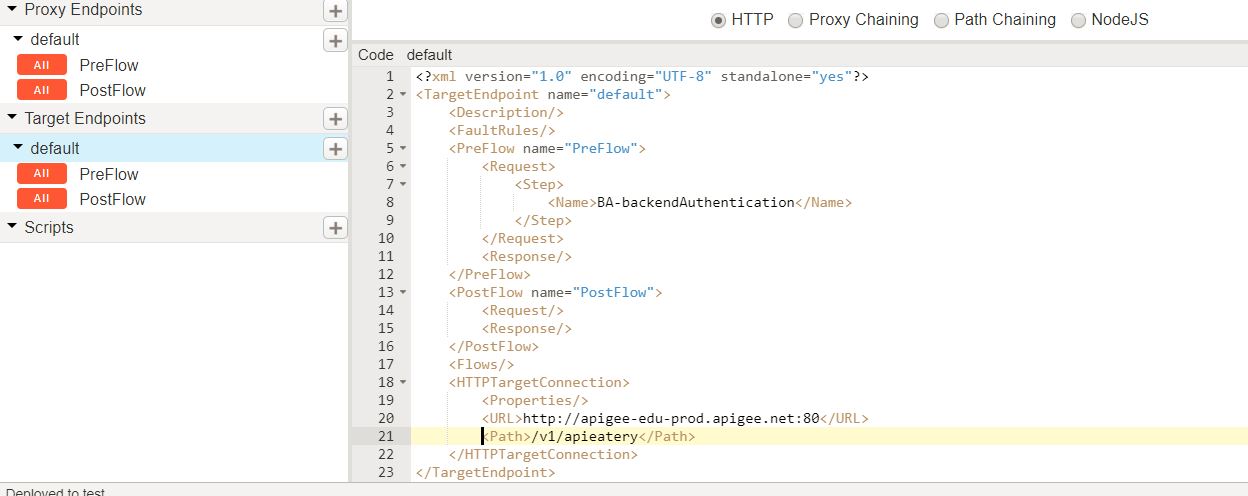 Proxy Endpoints +
default +
All PreFlow
All PostFlow
Target Endpoints +
default +
All PreFlow
All PostFlow
Scripts +
HTTP Proxy Chaining Path Chaining NodeJS
Code default
1 <?xml version="1.0" encoding="UTF-8" standalone="yes"?>
2 <TargetEndpoint name="default">
3 <Description/>
4 <FaultRules/>
5 <PreFlow name="PreFlow">
6 <Request>
7 <Step>
8 <Name>BA-backendAuthentication</Name>
9 </Step>
10 </Request>
11 <Response/>
12 </PreFlow>
13 <PostFlow name="PostFlow">
14 <Request/>
15 <Response/>
16 </PostFlow>
17 <Flows/>
18 <HTTPTargetConnection>
19 <Properties/>
20 <URL>http://apigee-edu-prod.apigee.net:80</URL>
21 <Path>/v1/apieatery</Path>
22 </HTTPTargetConnection>
23 </TargetEndpoint>
Deployed to test